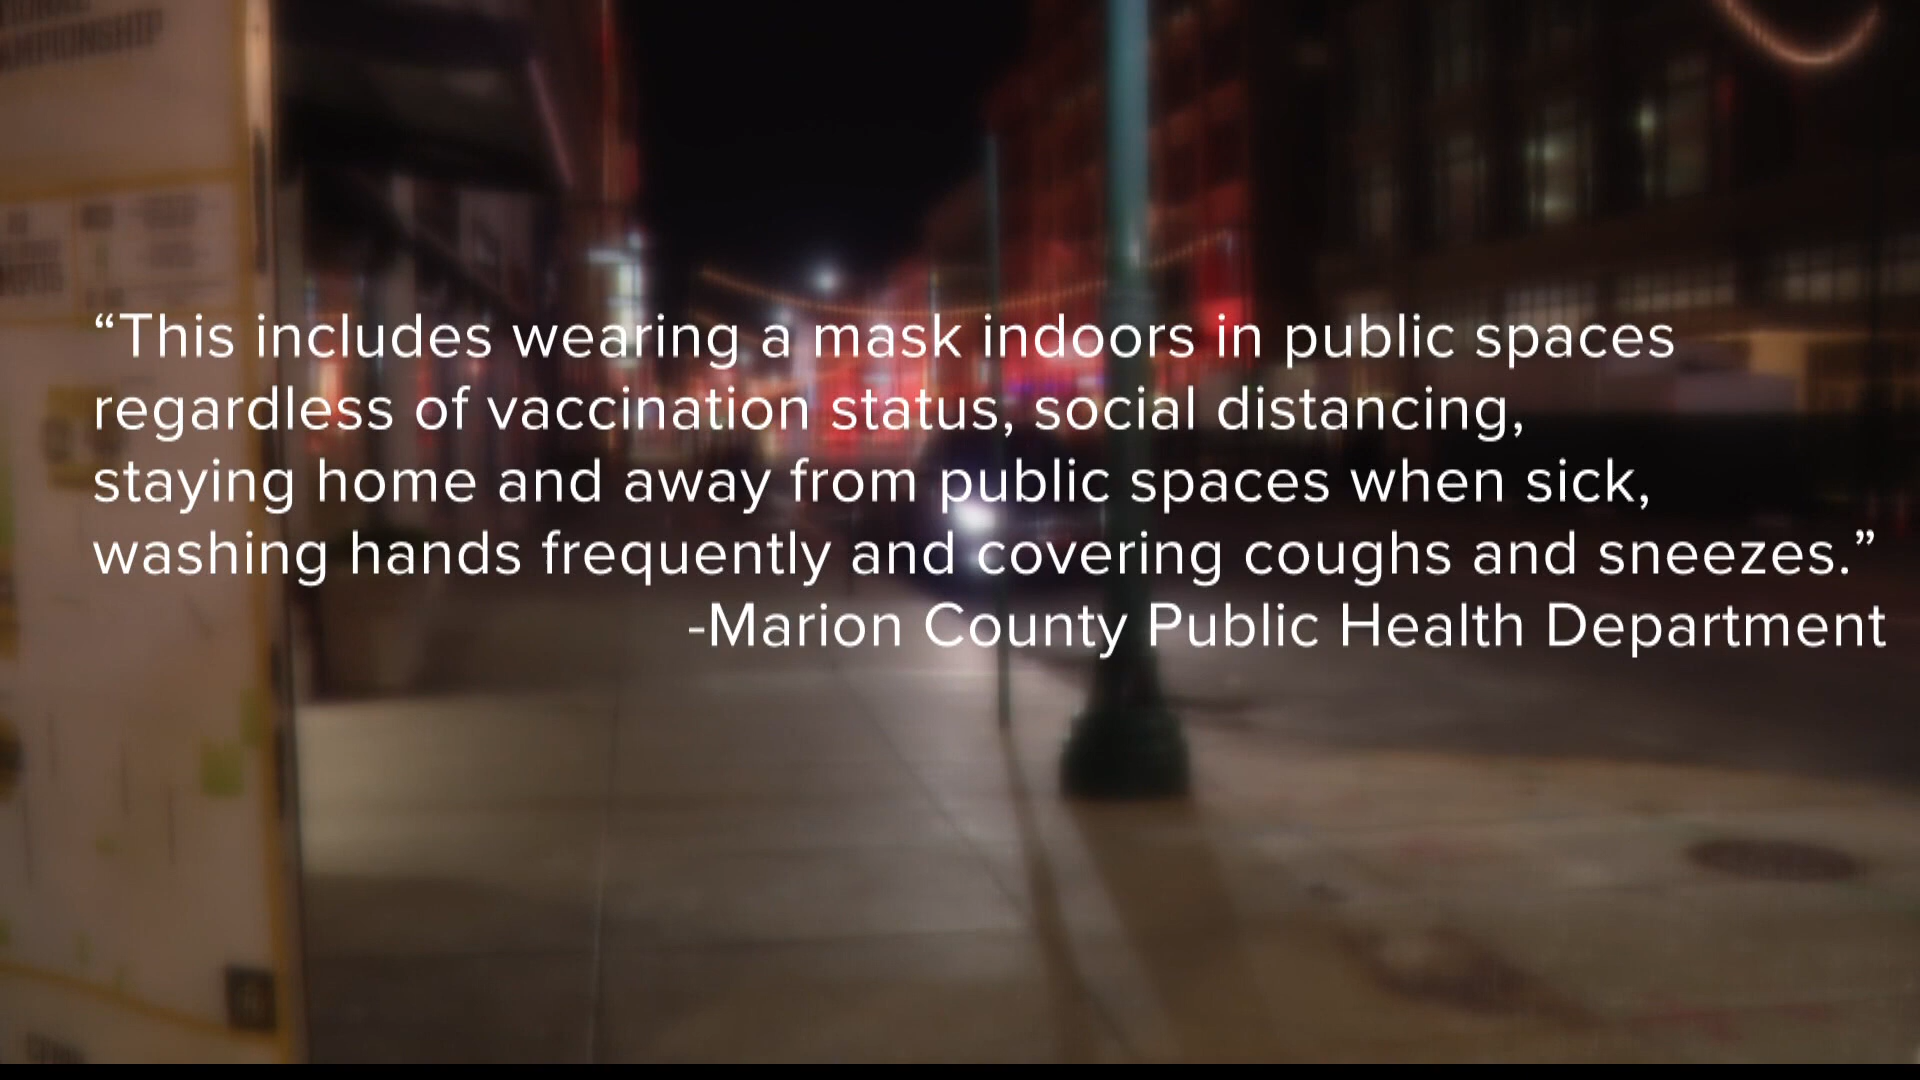 CHAMPIONSHIP
“This includes wearing a mask indoors in public spaces
regardless of vaccination status, social distancing,
staying home and away from public spaces when sick,
washing hands frequently and covering coughs and sneezes.”
-Marion County Public Health Department